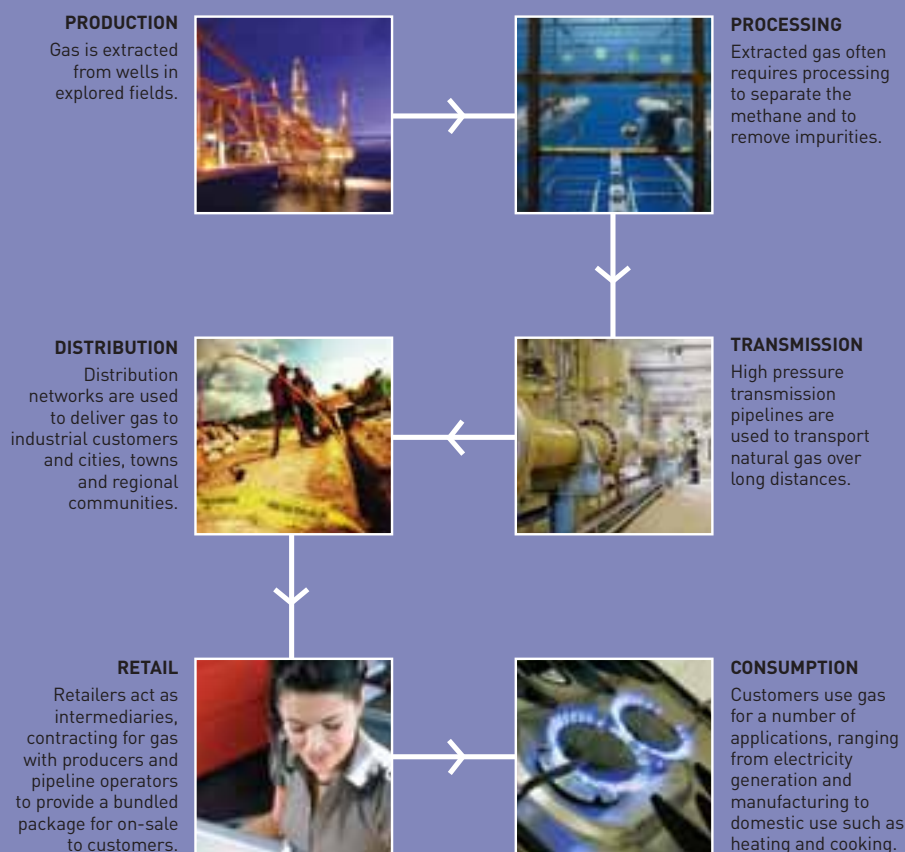 PRODUCTION
Gas is extracted
from wells in
explored fields.
PROCESSING
Extracted gas often
requires processing
to separate the
methane and to
remove impurities.
TRANSMISSION
High pressure
transmission
pipelines are
used to transport
natural gas over
long distances.
DISTRIBUTION
Distribution
networks are used
to deliver gas to
industrial customers
and cities, towns
and regional
communities.
RETAIL
Retailers act as
intermediaries,
contracting for gas
with producers and
pipeline operators
to provide a bundled
package for on-sale
to customers.
CONSUMPTION
Customers use gas
for a number of
applications, ranging
from electricity
generation and
manufacturing to
domestic use such as
heating and cooking.